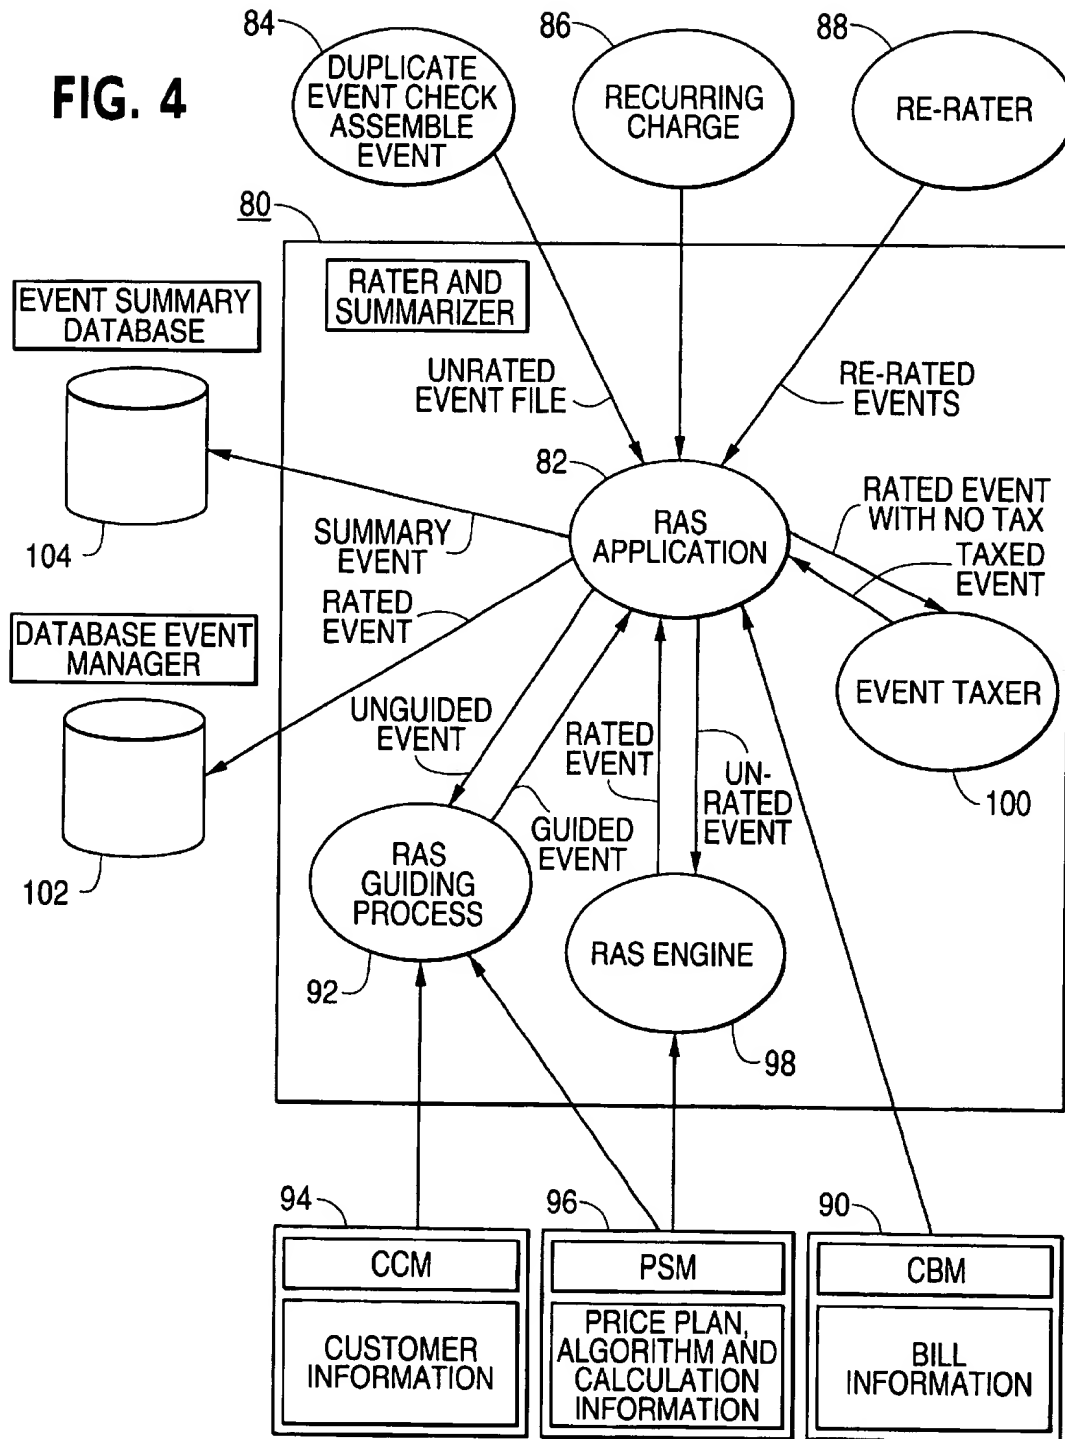 FIG. 4
84
86
88
DUPLICATE
EVENT CHECK
ASSEMBLE
EVENT
RECURRING
CHARGE
RE-RATER
80
RATER AND
SUMMARIZER
EVENT SUMMARY
DATABASE
UNRATED
EVENT FILE
RE-RATED
EVENTS
82
RAS
APPLICATION
RATED EVENT
WITH NO TAX
TAXED
EVENT
104
SUMMARY
EVENT
RATED
EVENT
DATABASE EVENT
MANAGER
EVENT TAXER
UNGUIDED
EVENT
RATED
EVENT
UN-
RATED
EVENT
100
GUIDED
EVENT
102
RAS
GUIDING
PROCESS
RAS ENGINE
92
98
94
96
90
CCM
PSM
CBM
CUSTOMER
INFORMATION
PRICE PLAN,
ALGORITHM AND
CALCULATION
INFORMATION
BILL
INFORMATION